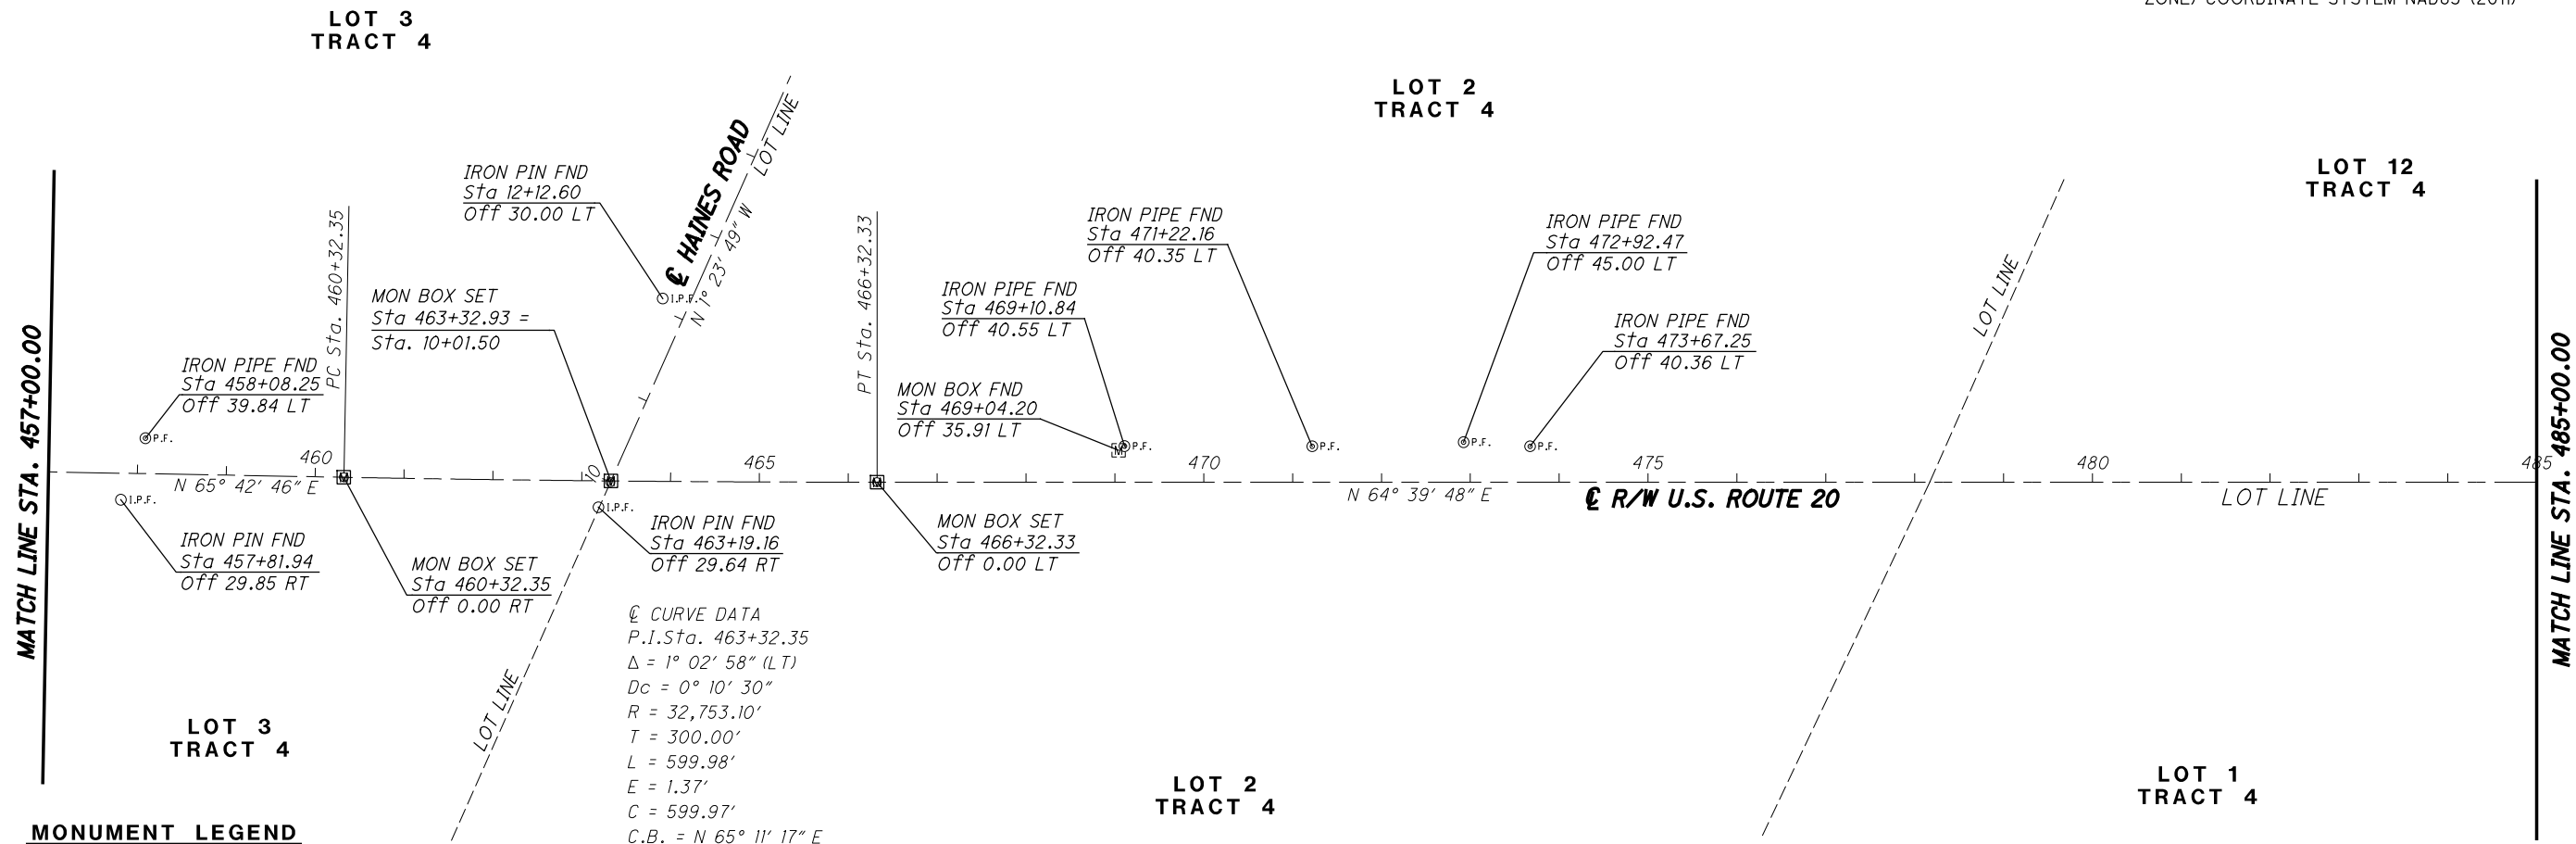 ZONE) COORDINATE SYSTEM NAD83 (2011)
LOT 3
TRACT 4
LOT 2
TRACT 4
LOT 12
TRACT 4
MATCH LINE STA. 457+00.00
IRON PIPE FND
Sta 458+08.25
Off 39.84 LT
P.F.
460
N 65° 42' 46" E
I.P.F.
IRON PIN FND
Sta 457+81.94
Off 29.85 RT
PC Sta. 460+32.35
M
MON BOX SET
Sta 460+32.35
Off 0.00 RT
MON BOX SET
Sta 463+32.93 =
Sta. 10+01.50
M
10
IRON PIN FND
Sta 12+12.60
Off 30.00 LT
I.P.F.
℄ HAINES ROAD
N 1° 23' 49" W
LOT LINE
I.P.F.
IRON PIN FND
Sta 463+19.16
Off 29.64 RT
465
PT Sta. 466+32.33
M
MON BOX SET
Sta 466+32.33
Off 0.00 LT
MON BOX FND
Sta 469+04.20
Off 35.91 LT
M
IRON PIPE FND
Sta 469+10.84
Off 40.55 LT
P.F.
470
IRON PIPE FND
Sta 471+22.16
Off 40.35 LT
P.F.
IRON PIPE FND
Sta 472+92.47
Off 45.00 LT
P.F.
IRON PIPE FND
Sta 473+67.25
Off 40.36 LT
P.F.
N 64° 39' 48" E
475
℄ R/W U.S. ROUTE 20
LOT LINE
480
LOT LINE
485
MATCH LINE STA. 485+00.00
℄ CURVE DATA
P.I.Sta. 463+32.35
Δ = 1° 02' 58" (LT)
Dc = 0° 10' 30"
R = 32,753.10'
T = 300.00'
L = 599.98'
E = 1.37'
C = 599.97'
C.B. = N 65° 11' 17" E
LOT LINE
LOT 3
TRACT 4
LOT 2
TRACT 4
LOT 1
TRACT 4
MONUMENT LEGEND